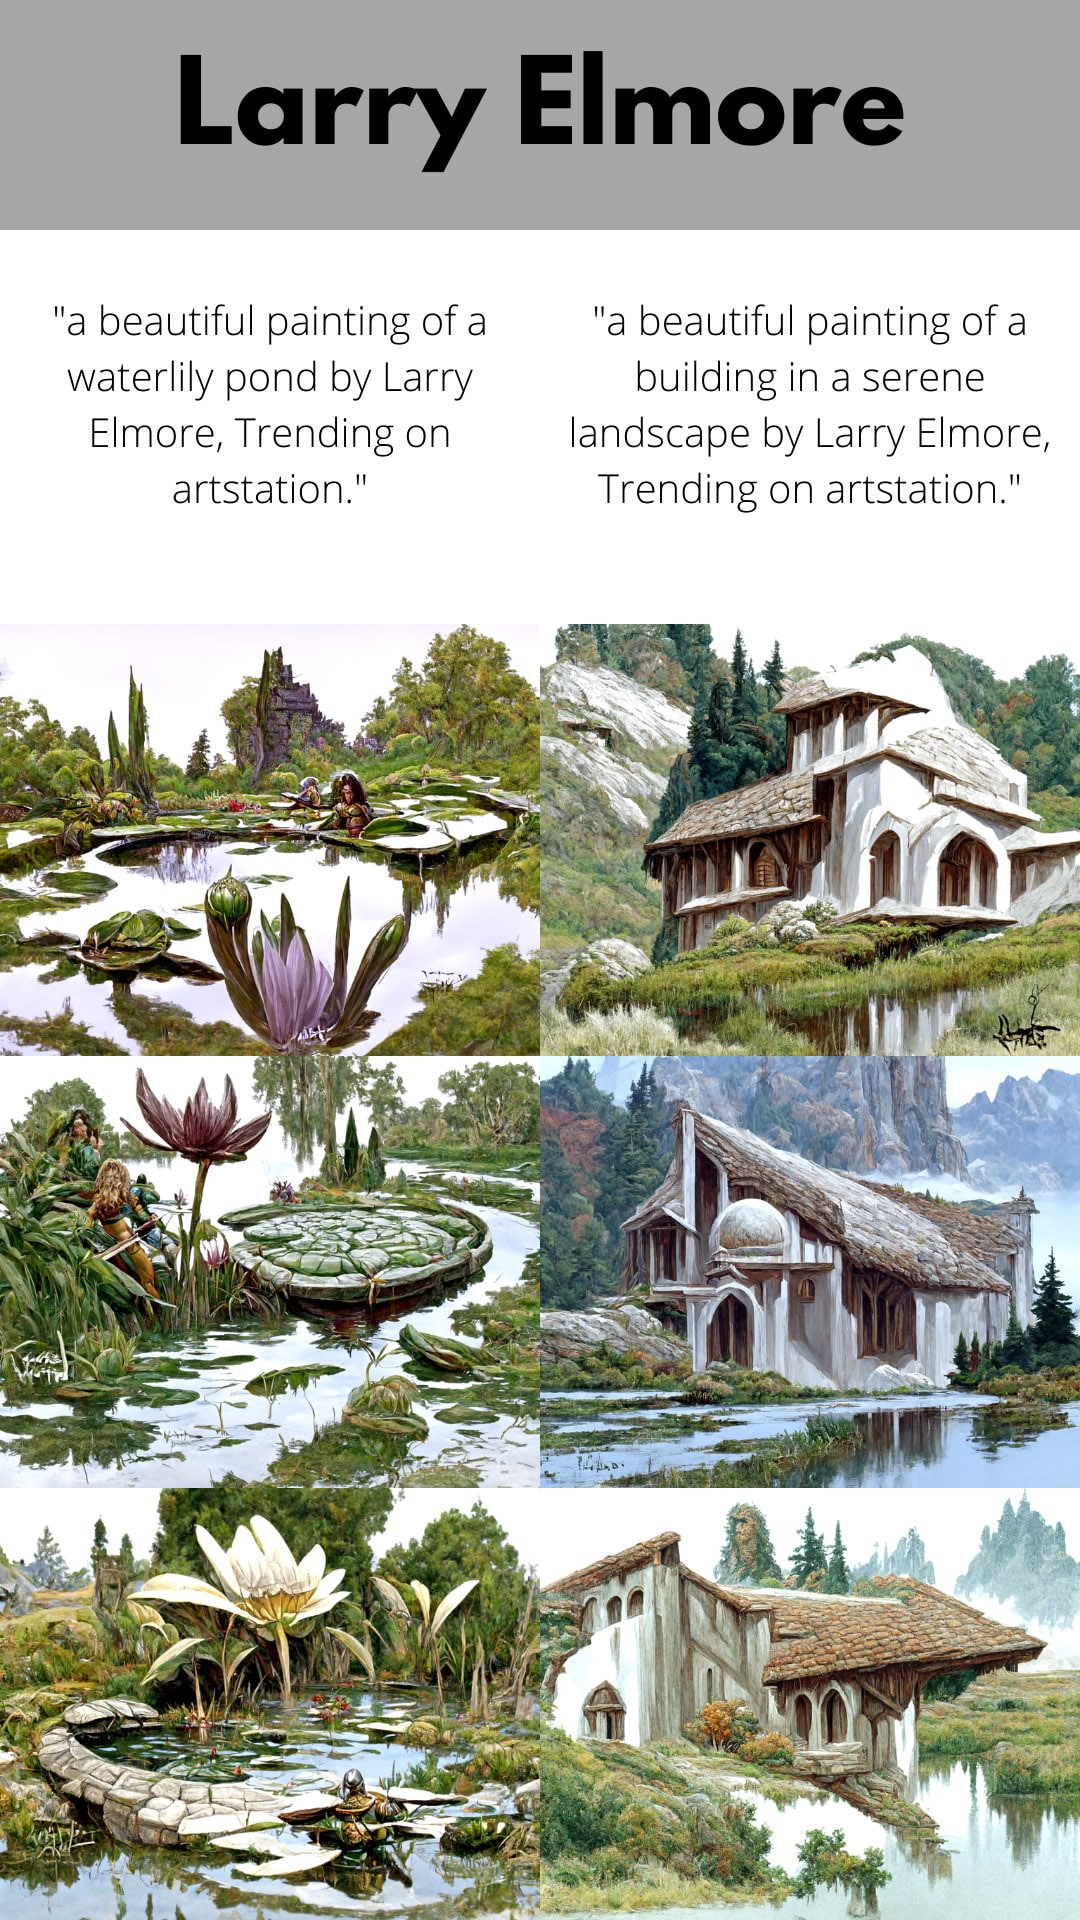 Larry Elmore
"a beautiful painting of a
waterlily pond by Larry
Elmore, Trending on
artstation."
"a beautiful painting of a
building in a serene
landscape by Larry Elmore,
Trending on artstation."